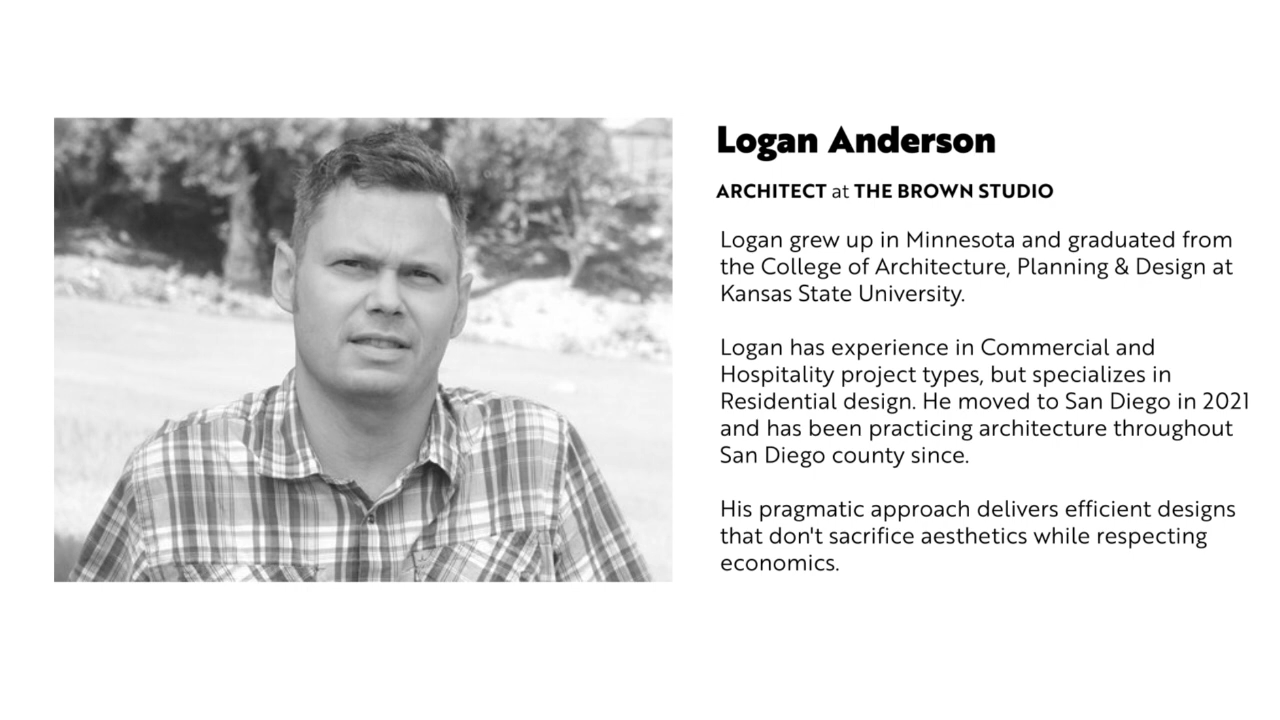 Logan Anderson
ARCHITECT at THE BROWN STUDIO
Logan grew up in Minnesota and graduated from
the College of Architecture, Planning & Design at
Kansas State University.
Logan has experience in Commercial and
Hospitality project types, but specializes in
Residential design. He moved to San Diego in 2021
and has been practicing architecture throughout
San Diego county since.
His pragmatic approach delivers efficient designs
that don't sacrifice aesthetics while respecting
economics.